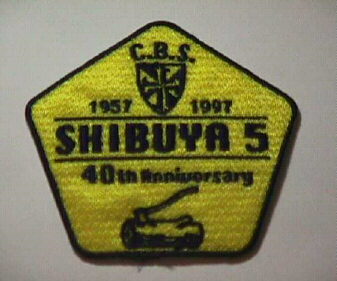 C.B.S.
1957 1997
SHIBUYA 5
40th Anniversary